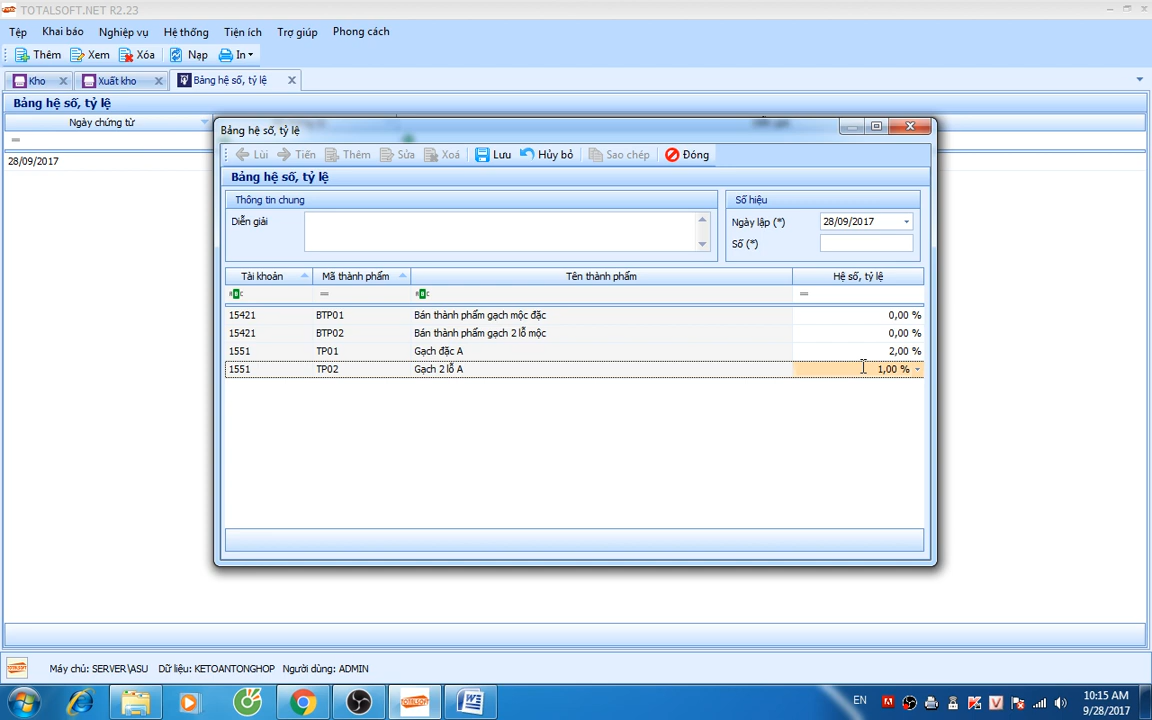 TOTALSOFT.NET R2.23
Tệp Khai báo Nghiệp vụ Hệ thống Tiện ích Trợ giúp Phong cách
Thêm Xem Xóa Nạp In
Kho Xuất kho Bảng hệ số, tỷ lệ
Bảng hệ số, tỷ lệ
Ngày chứng từ
=
28/09/2017
Bảng hệ số, tỷ lệ
Lùi Tiến Thêm Sửa Xoá Lưu Hủy bỏ Sao chép Đóng
Bảng hệ số, tỷ lệ
Thông tin chung Số hiệu
Diễn giải Ngày lập (*) 28/09/2017
Số (*)
Tài khoản Mã thành phẩm Tên thành phẩm Hệ số, tỷ lệ
ABC = ABC =
15421 BTP01 Bán thành phẩm gạch mộc đặc 0,00 %
15421 BTP02 Bán thành phẩm gạch 2 lỗ mộc 0,00 %
1551 TP01 Gạch đặc A 2,00 %
1551 TP02 Gạch 2 lỗ A 1,00 %
Máy chủ: SERVER\ASU Dữ liệu: KETOANTONGHOP Người dùng: ADMIN
EN 10:15 AM
9/28/2017